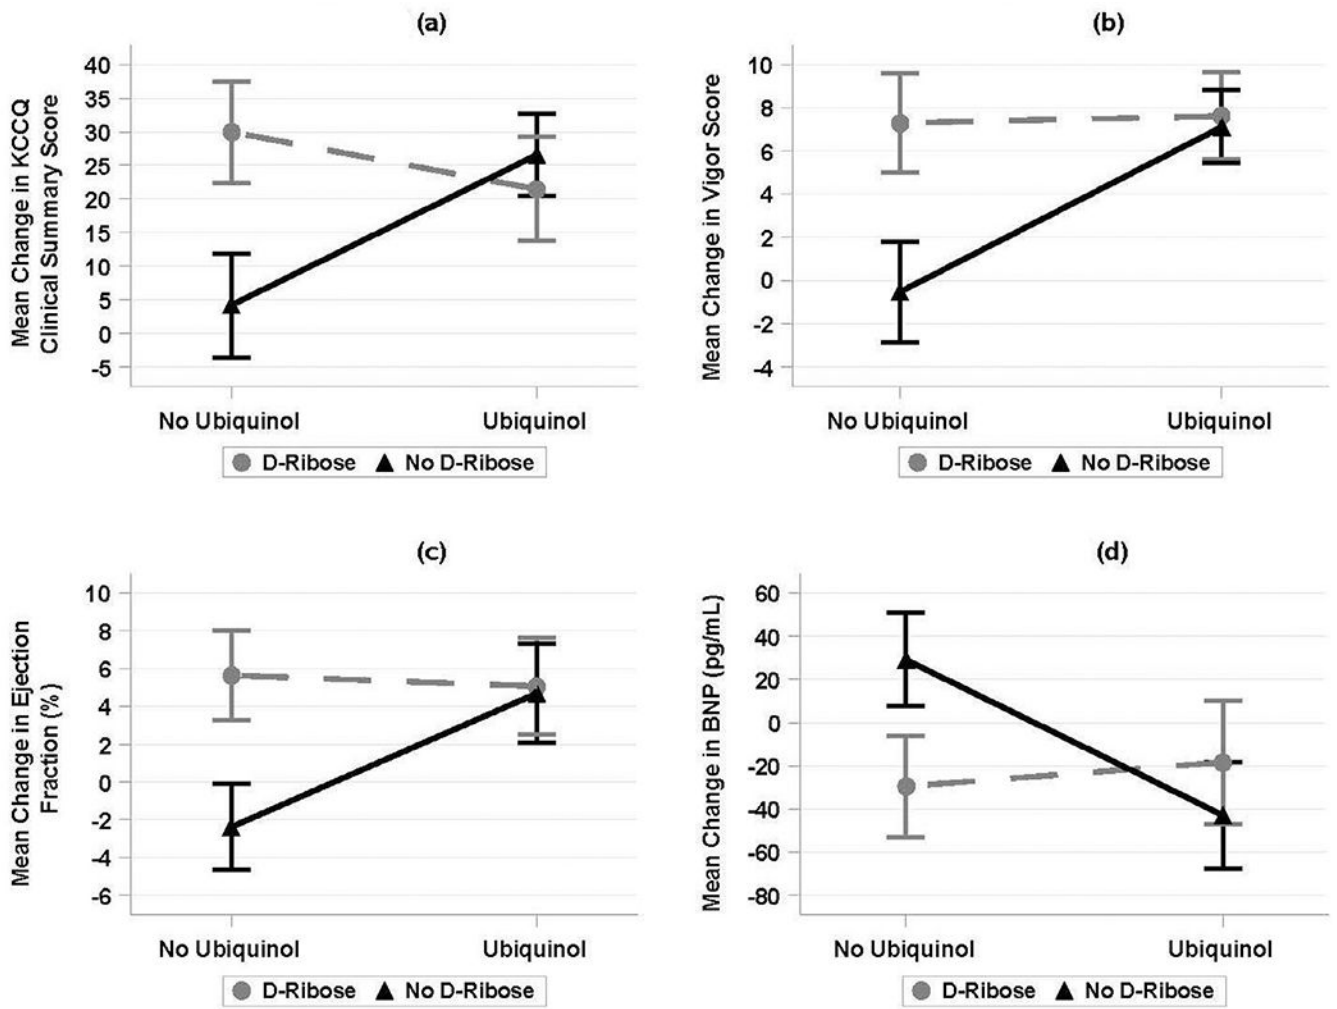 (a)
Mean Change in KCCQ
Clinical Summary Score
40
35
30
25
20
15
10
5
0
-5
No Ubiquinol Ubiquinol
D-Ribose No D-Ribose
(b)
Mean Change in Vigor Score
10
8
6
4
2
0
-2
-4
No Ubiquinol Ubiquinol
D-Ribose No D-Ribose
(c)
Mean Change in Ejection
Fraction (%)
10
8
6
4
2
0
-2
-4
-6
No Ubiquinol Ubiquinol
D-Ribose No D-Ribose
(d)
Mean Change in BNP (pg/mL)
60
40
20
0
-20
-40
-60
-80
No Ubiquinol Ubiquinol
D-Ribose No D-Ribose